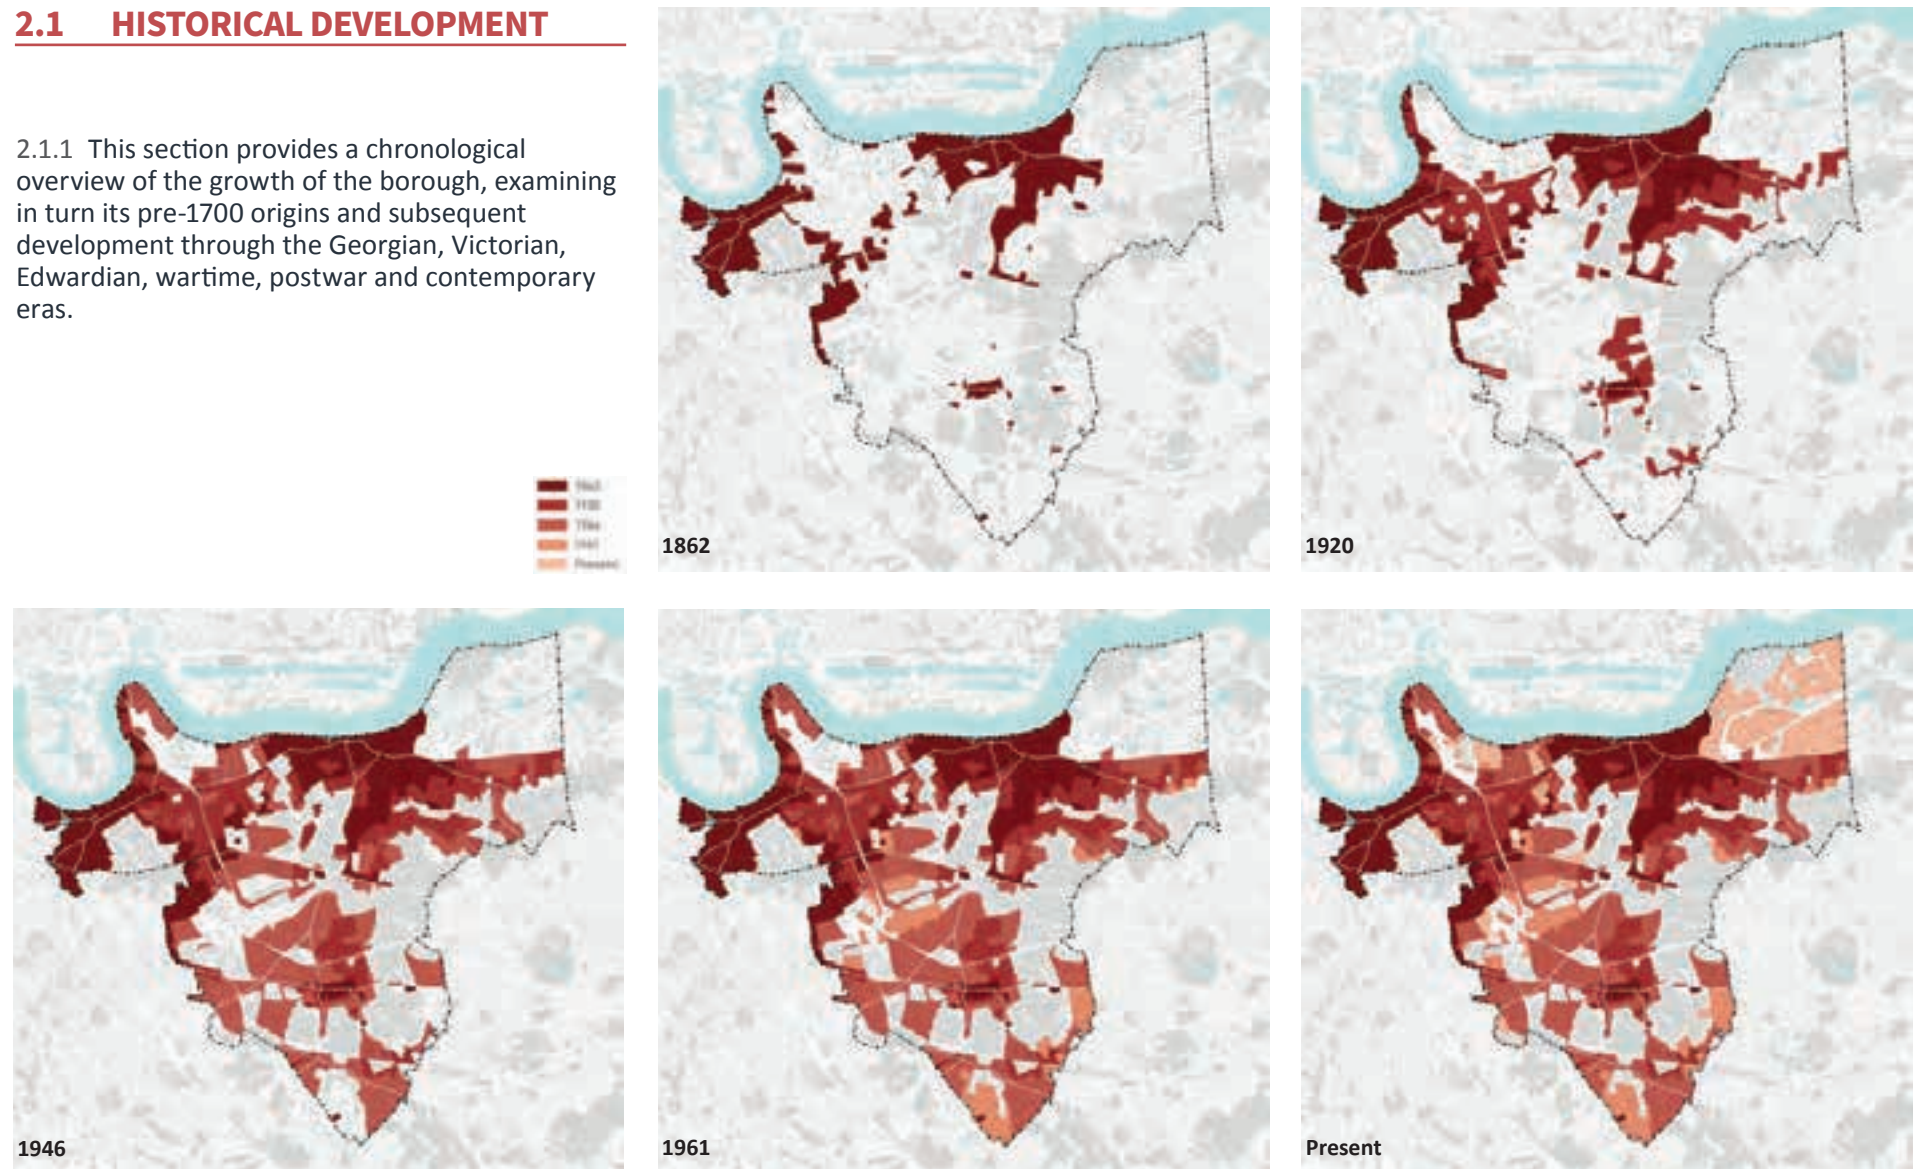 2.1 HISTORICAL DEVELOPMENT
2.1.1 This section provides a chronological
overview of the growth of the borough, examining
in turn its pre-1700 origins and subsequent
development through the Georgian, Victorian,
Edwardian, wartime, postwar and contemporary
eras.
Present
1862
1920
1946
1961
Present